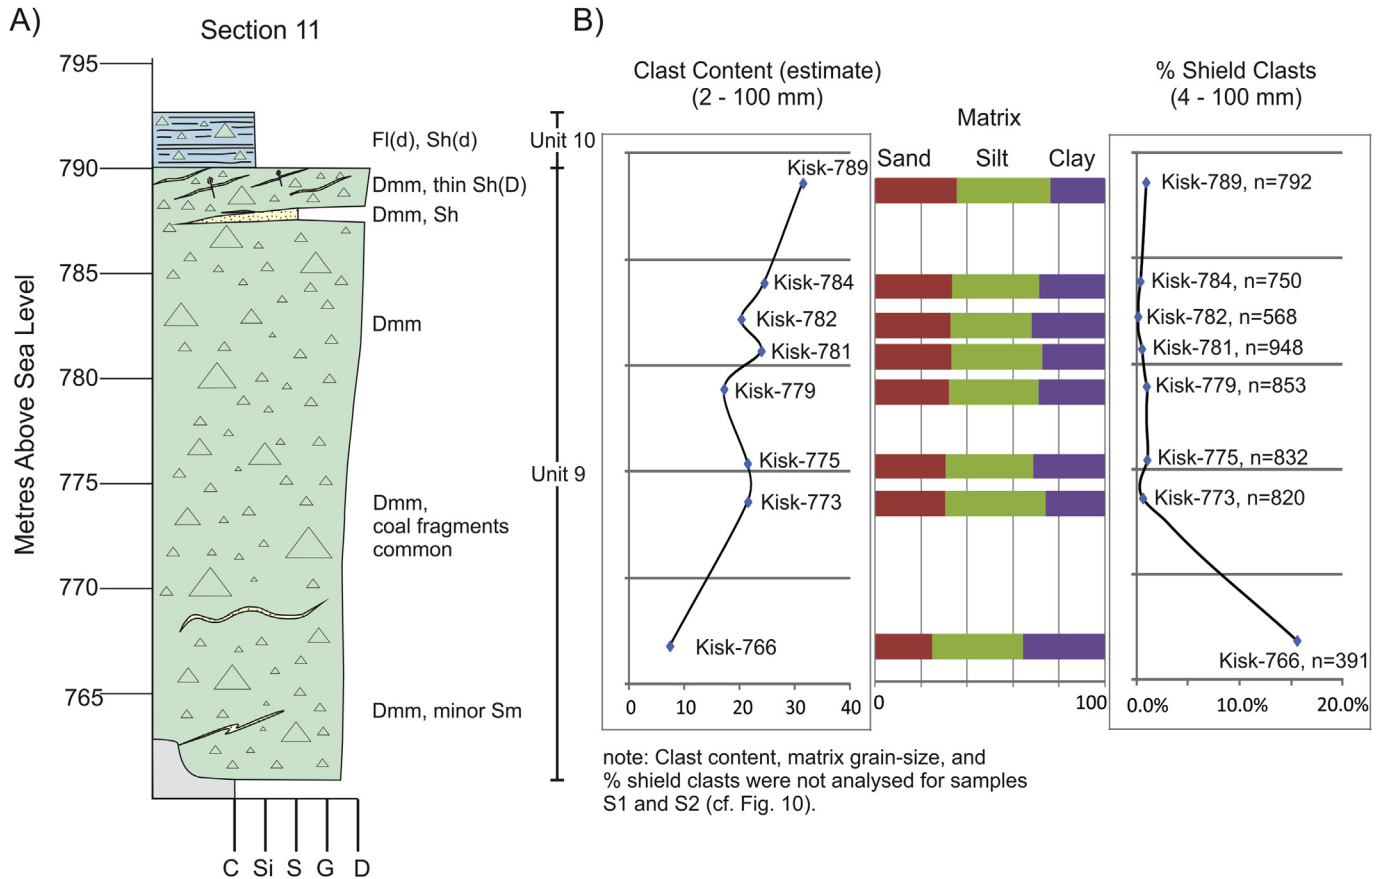 A)
Section 11
795
790
785
780
775
770
765
Metres Above Sea Level
Fl(d), Sh(d)
Dmm, thin Sh(D)
Dmm, Sh
Dmm
Dmm,
coal fragments
common
Dmm, minor Sm
C Si S G D
Unit 10
Unit 9
B)
Clast Content (estimate)
(2 - 100 mm)
Kisk-789
Kisk-784
Kisk-782
Kisk-781
Kisk-779
Kisk-775
Kisk-773
Kisk-766
0 10 20 30 40
Matrix
Sand Silt Clay
0 100
% Shield Clasts
(4 - 100 mm)
Kisk-789, n=792
Kisk-784, n=750
Kisk-782, n=568
Kisk-781, n=948
Kisk-779, n=853
Kisk-775, n=832
Kisk-773, n=820
Kisk-766, n=391
0.0% 10.0% 20.0%
note: Clast content, matrix grain-size, and
% shield clasts were not analysed for samples
S1 and S2 (cf. Fig. 10).